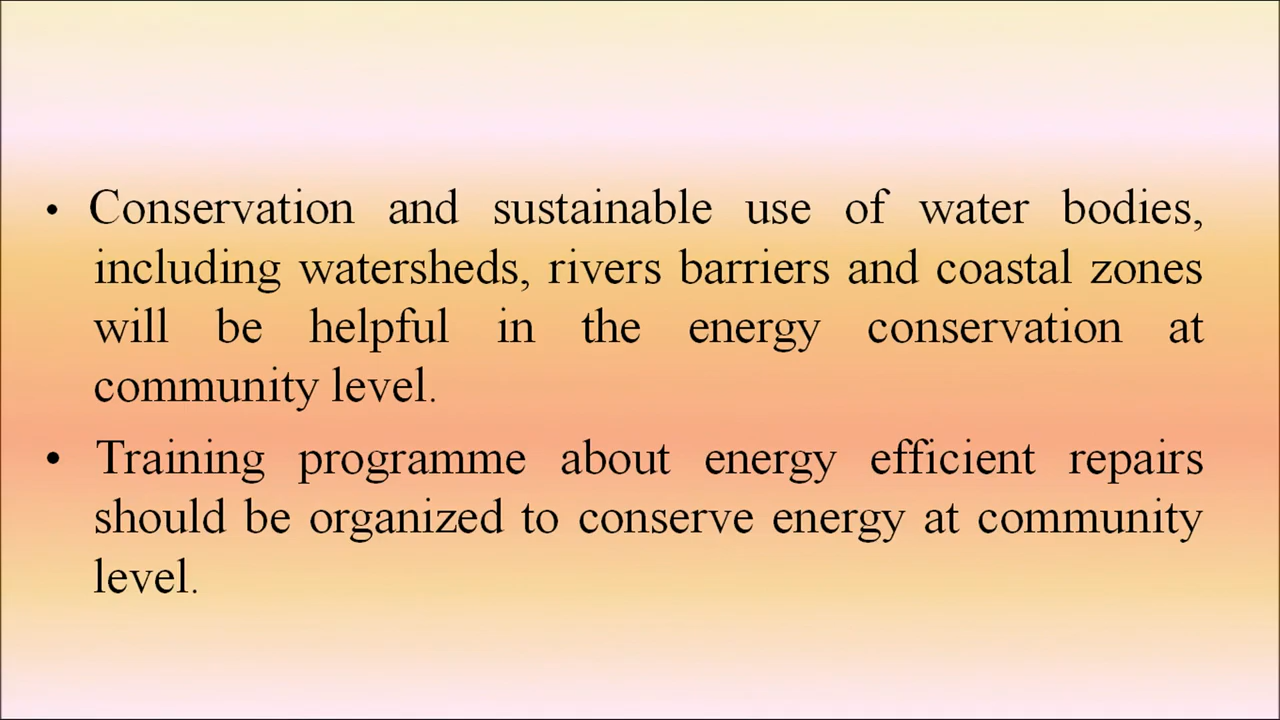 • Conservation and sustainable use of water bodies,
including watersheds, rivers barriers and coastal zones
will be helpful in the energy conservation at
community level.
• Training programme about energy efficient repairs
should be organized to conserve energy at community
level.